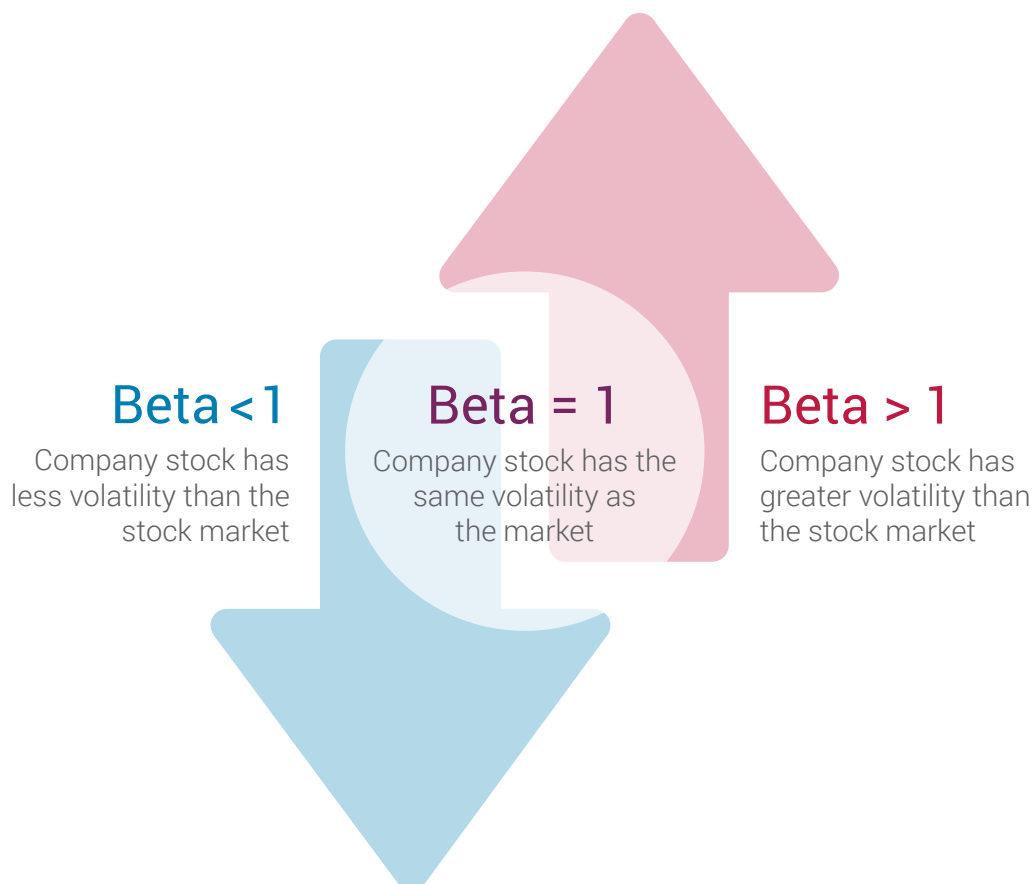 Beta < 1
Company stock has
less volatility than the
stock market
Beta = 1
Company stock has the
same volatility as
the market
Beta > 1
Company stock has
greater volatility than
the stock market